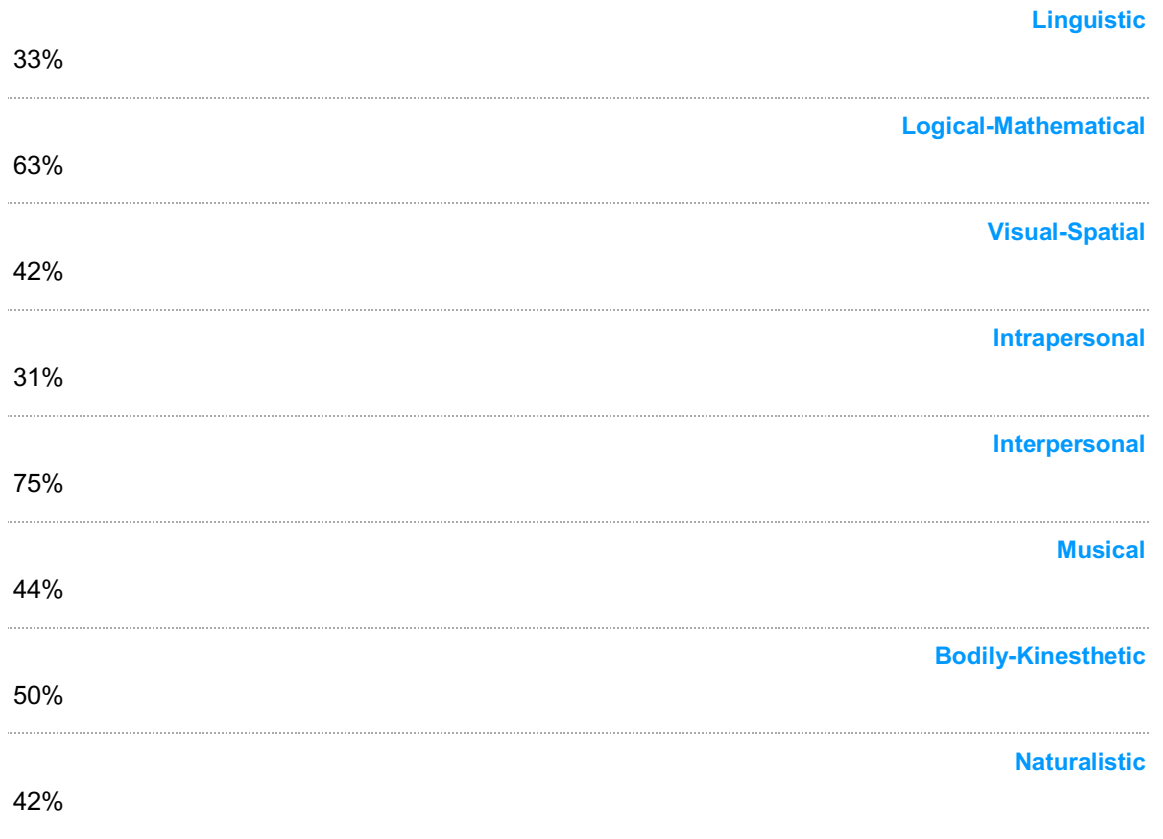 Linguistic
33%
Logical-Mathematical
63%
Visual-Spatial
42%
Intrapersonal
31%
Interpersonal
75%
Musical
44%
Bodily-Kinesthetic
50%
Naturalistic
42%